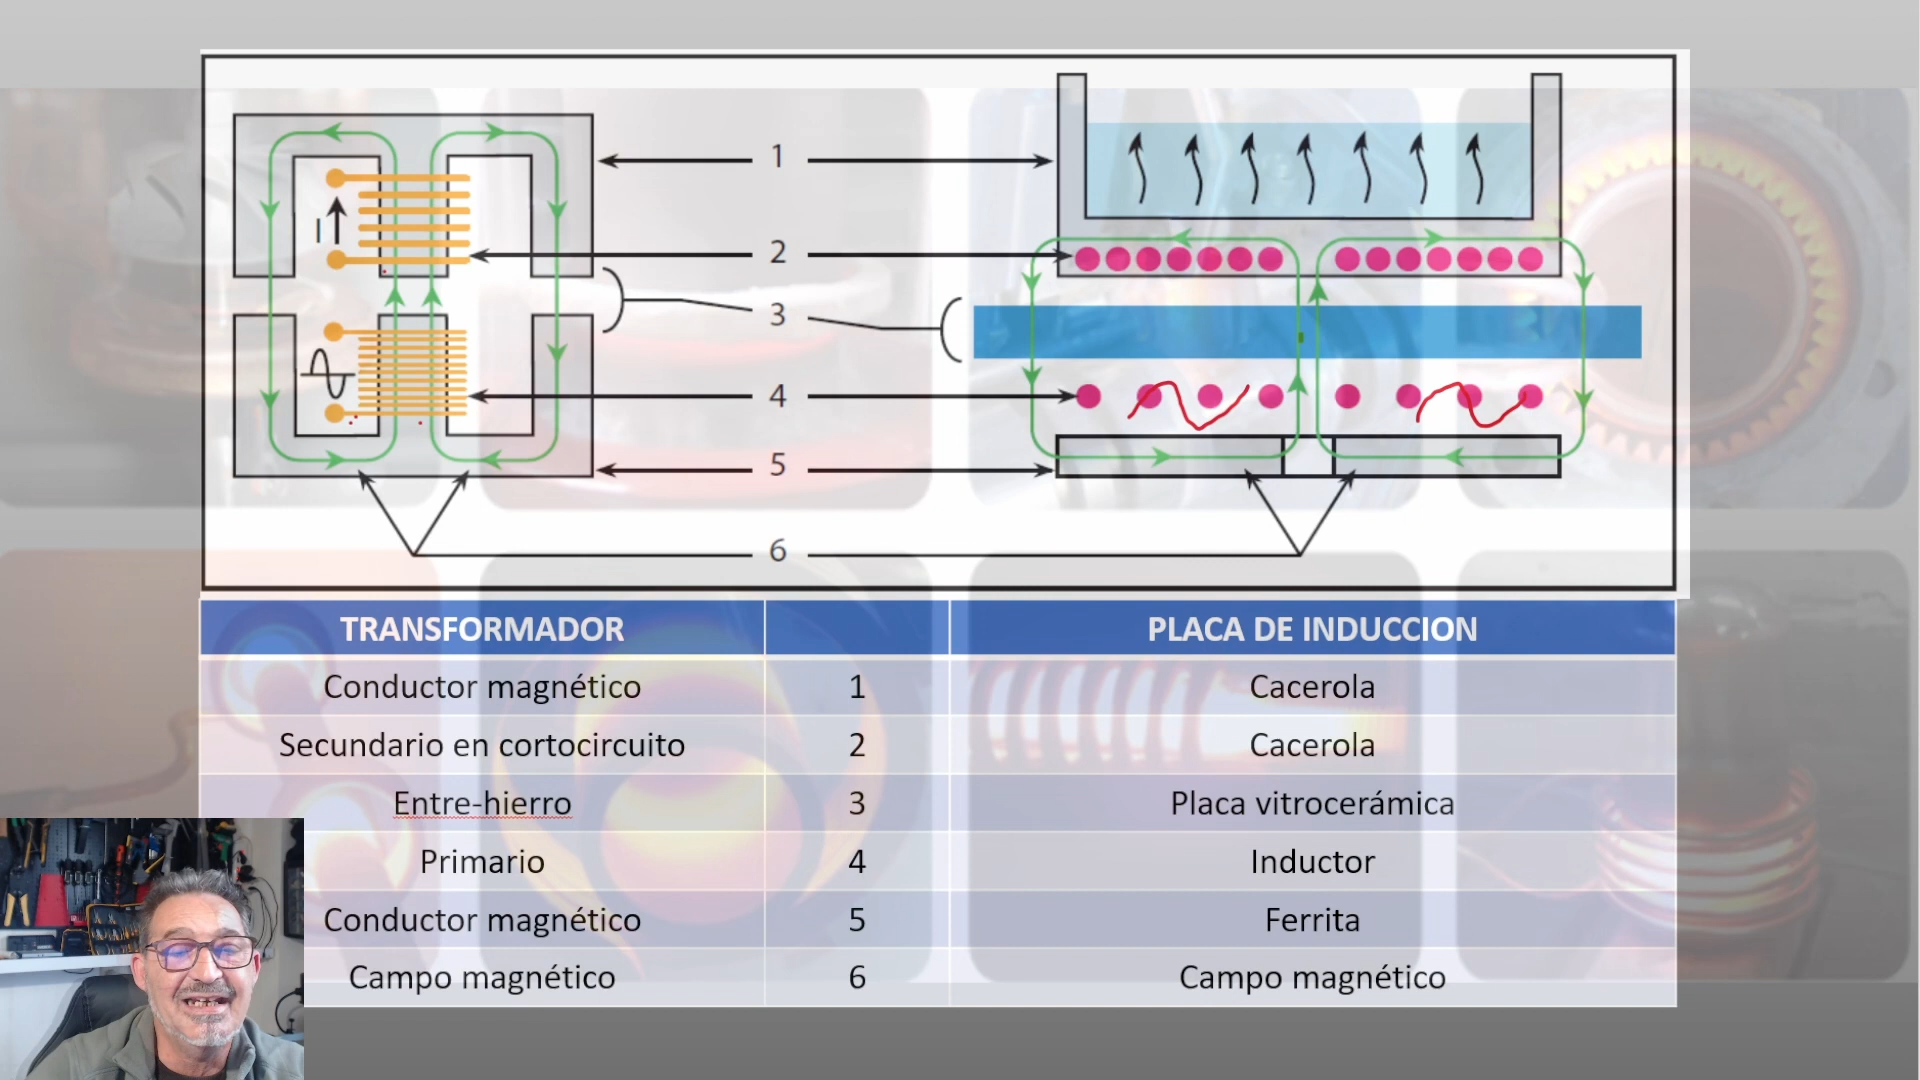 1
2
I
3
4
5
6
TRANSFORMADOR PLACA DE INDUCCION
Conductor magnético 1 Cacerola
Secundario en cortocircuito 2 Cacerola
Entre-hierro 3 Placa vitrocerámica
Primario 4 Inductor
Conductor magnético 5 Ferrita
Campo magnético 6 Campo magnético